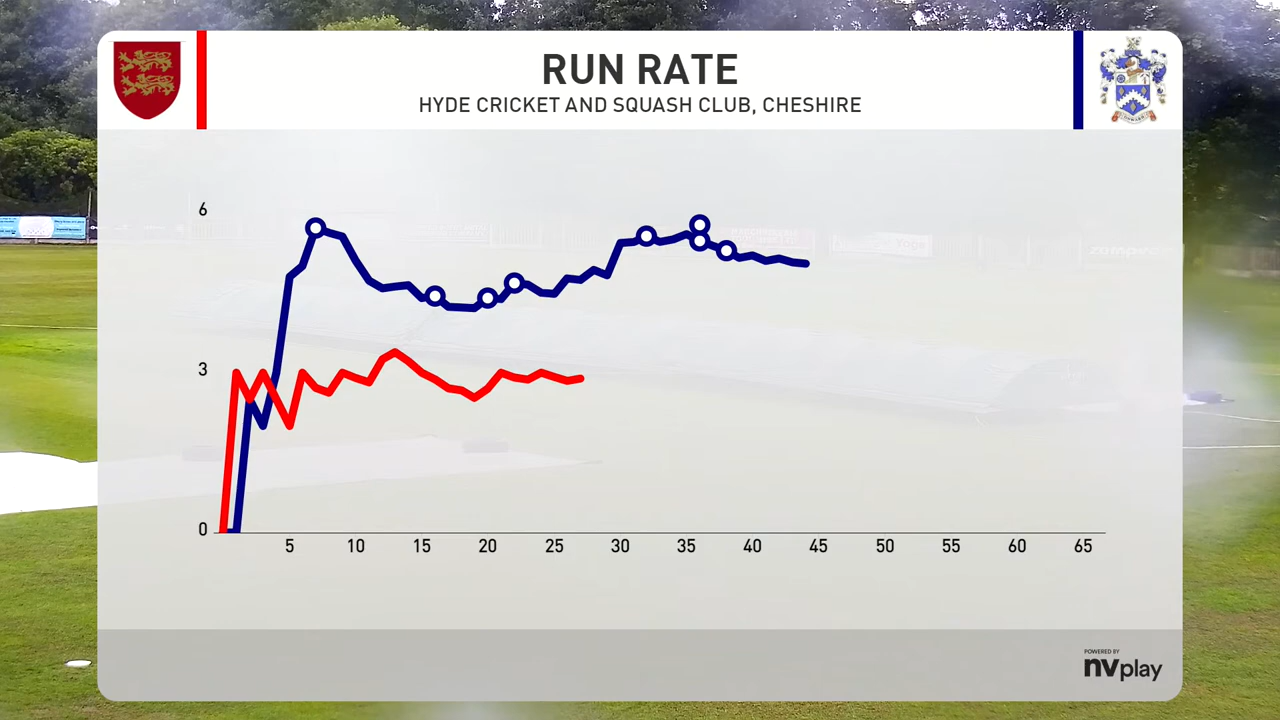 RUN RATE
HYDE CRICKET AND SQUASH CLUB, CHESHIRE
6
3
0
5 10 15 20 25 30 35 40 45 50 55 60 65
POWERED BY
nvplay